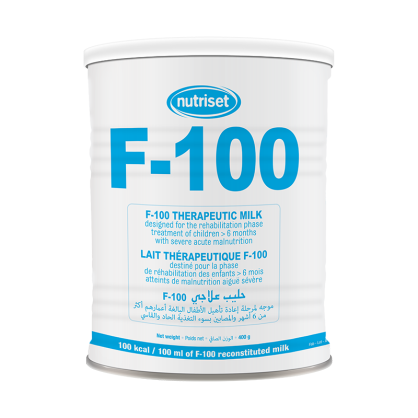 nutriset
F-100
F-100 THERAPEUTIC MILK
designed for the rehabilitation phase
treatment of children > 6 months
with severe acute malnutrition
LAIT THÉRAPEUTIQUE F-100
destiné pour la phase
de réhabilitation des enfants > 6 mois
atteints de malnutrition aiguë sévère
حليب علاجي F-100
موجه لمرحلة إعادة تأهيل الأطفال البالغة أعمارهم أكثر
من 6 أشهر والمصابين بسوء التغذية الحاد والقاسي
Net weight - Poids net - الوزن الصافي - 400 g
100 kcal / 100 ml of F-100 reconstituted milk